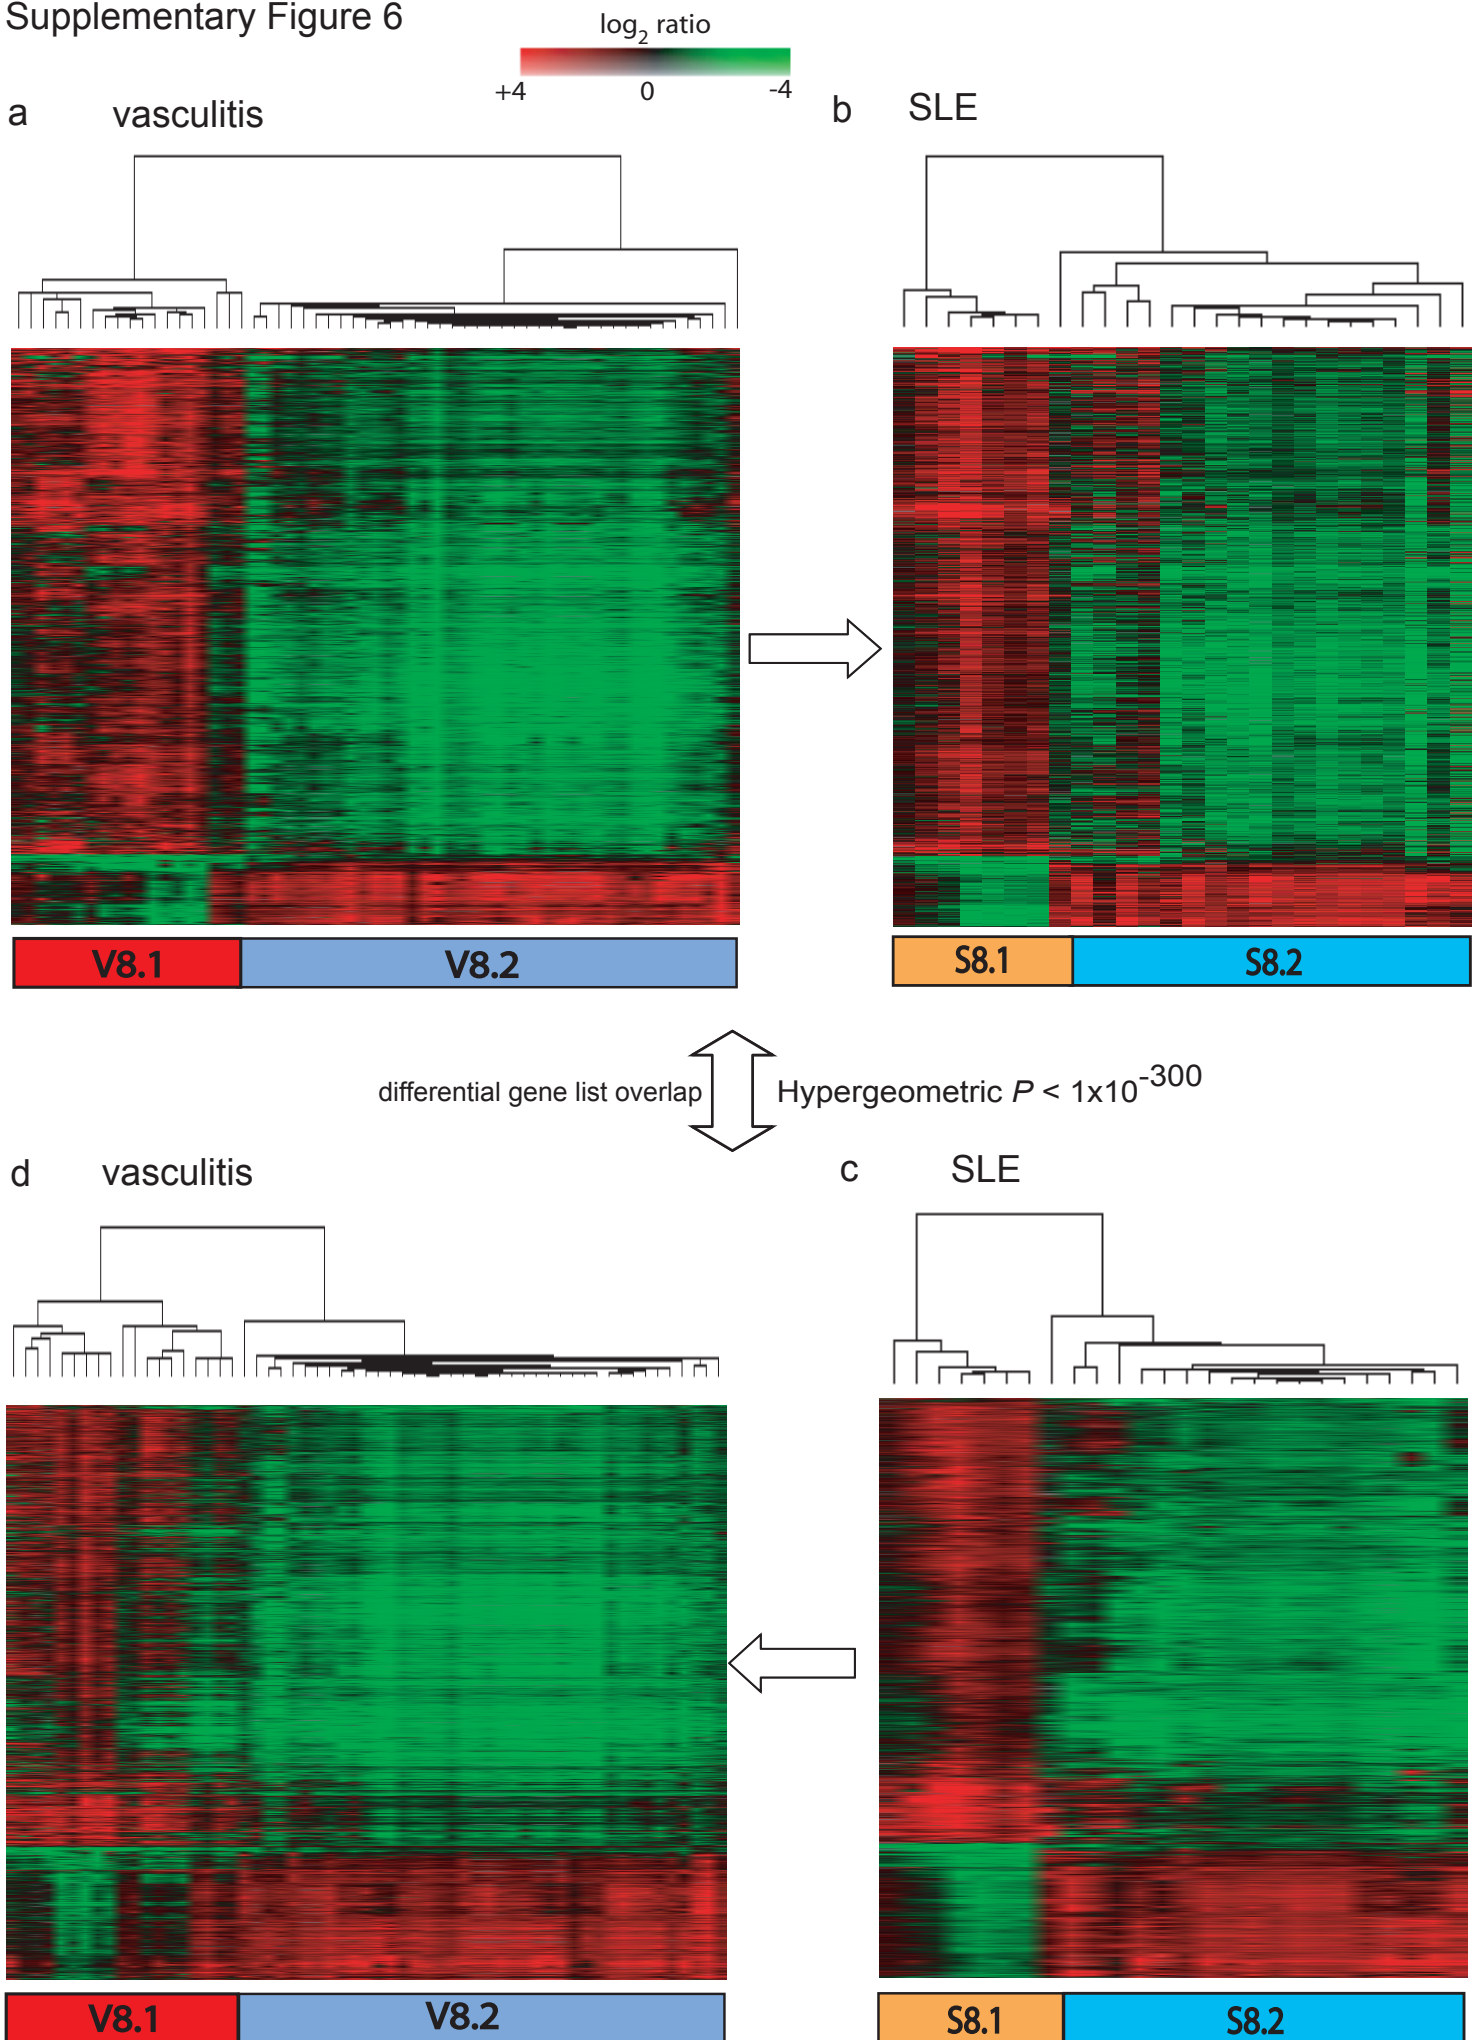 Supplementary Figure 6
log2 ratio
+4 0 -4
a vasculitis
b SLE
V8.1 V8.2
S8.1 S8.2
differential gene list overlap
Hypergeometric P < 1x10-300
d vasculitis
c SLE
V8.1 V8.2
S8.1 S8.2